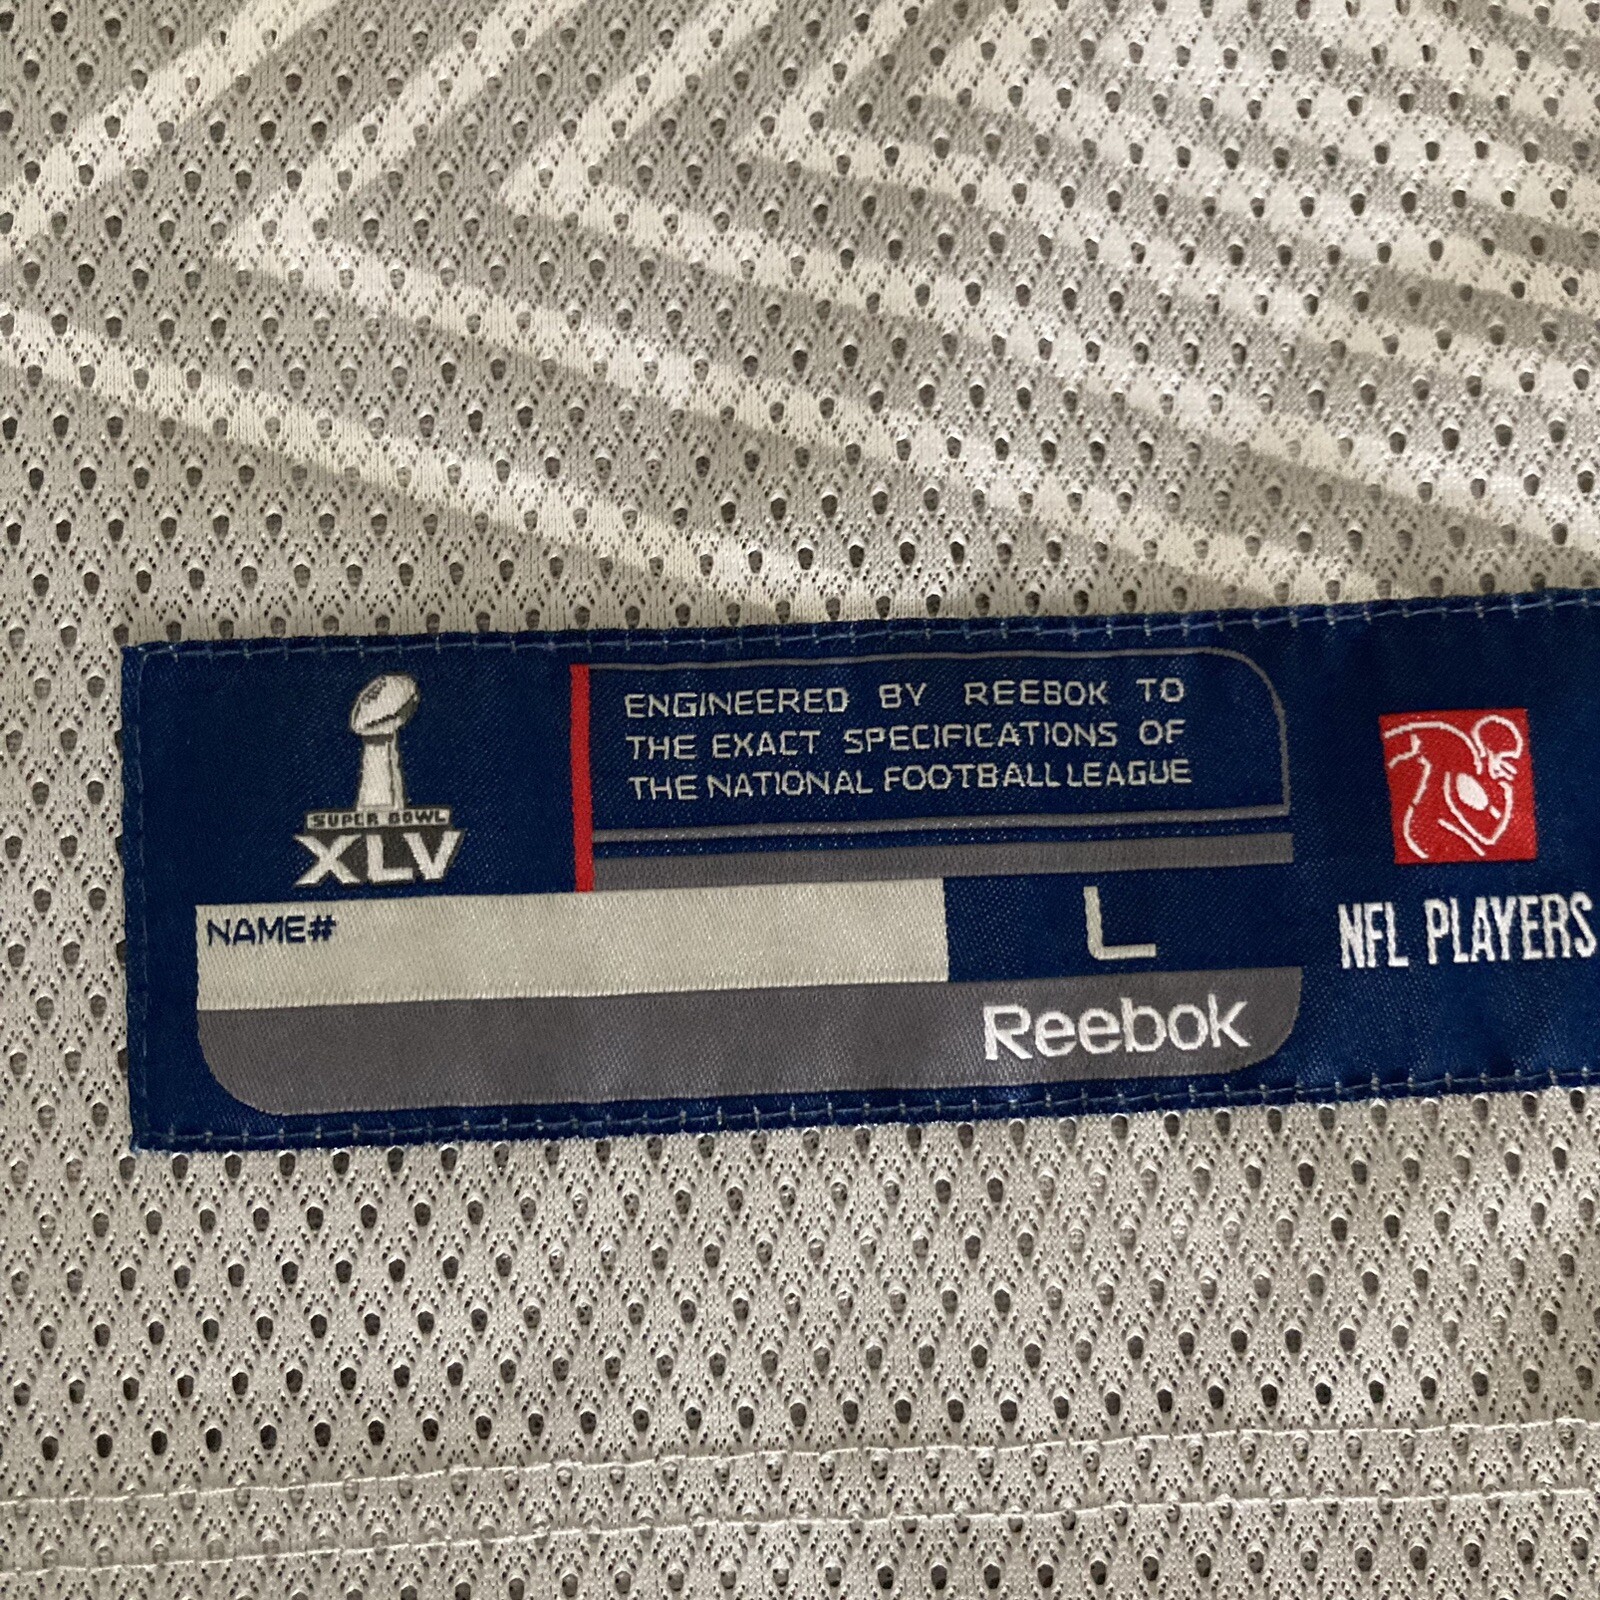 SUPER BOWL
XLV
ENGINEERED BY REEBOK TO
THE EXACT SPECIFICATIONS OF
THE NATIONAL FOOTBALL LEAGUE
NAME#
L
Reebok
NFL PLAYERS